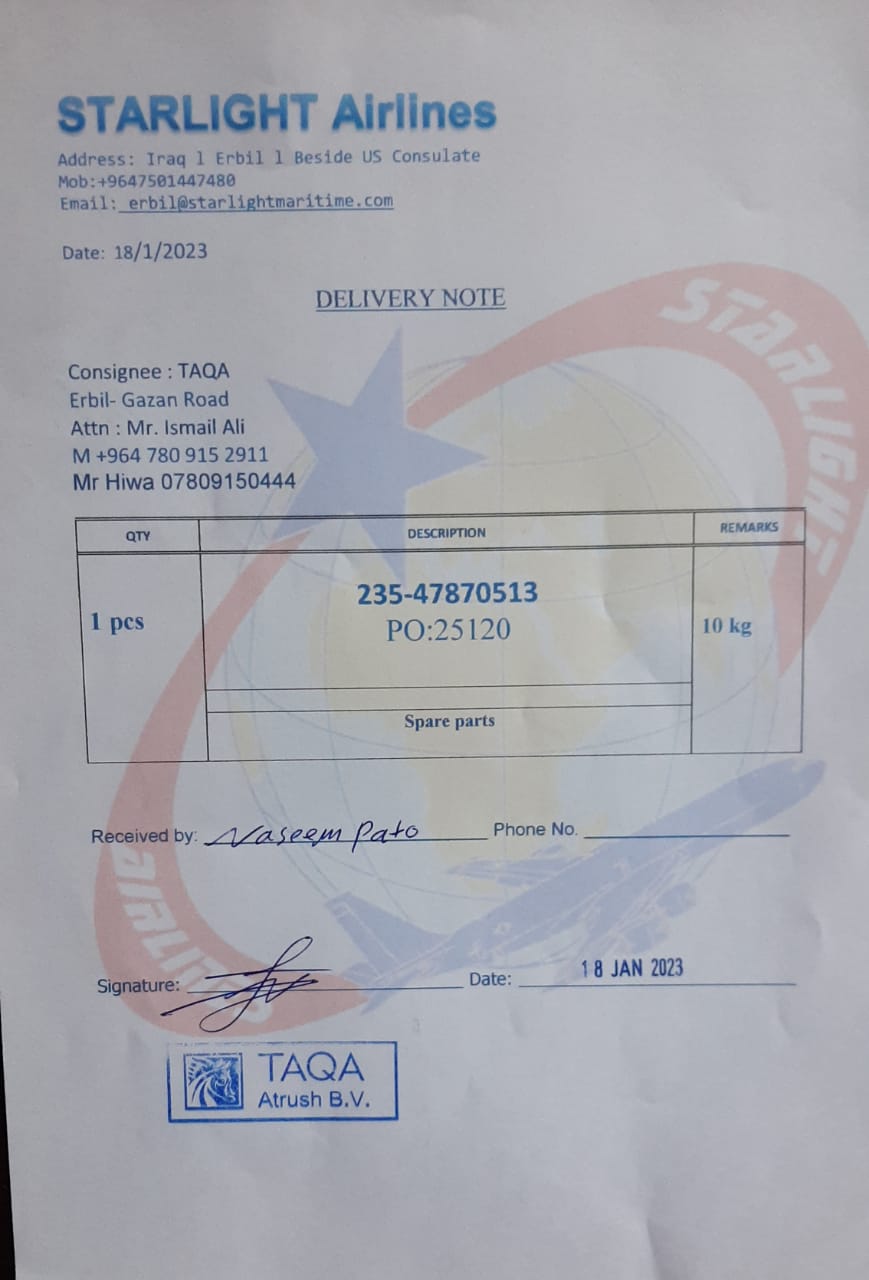 STARLIGHT Airlines
Address: Iraq l Erbil l Beside US Consulate
Mob:+9647501447480
Email: erbil@starlightmaritime.com
Date: 18/1/2023
DELIVERY NOTE
STARLIGHT
Consignee : TAQA
Erbil- Gazan Road
Attn : Mr. Ismail Ali
M +964 780 915 2911
Mr Hiwa 07809150444
QTY DESCRIPTION REMARKS
235-47870513
1 pcs PO:25120 10 kg
Spare parts
Received by: Naseem Pato Phone No.
Signature: Date: 18 JAN 2023
TAQA
Atrush B.V.